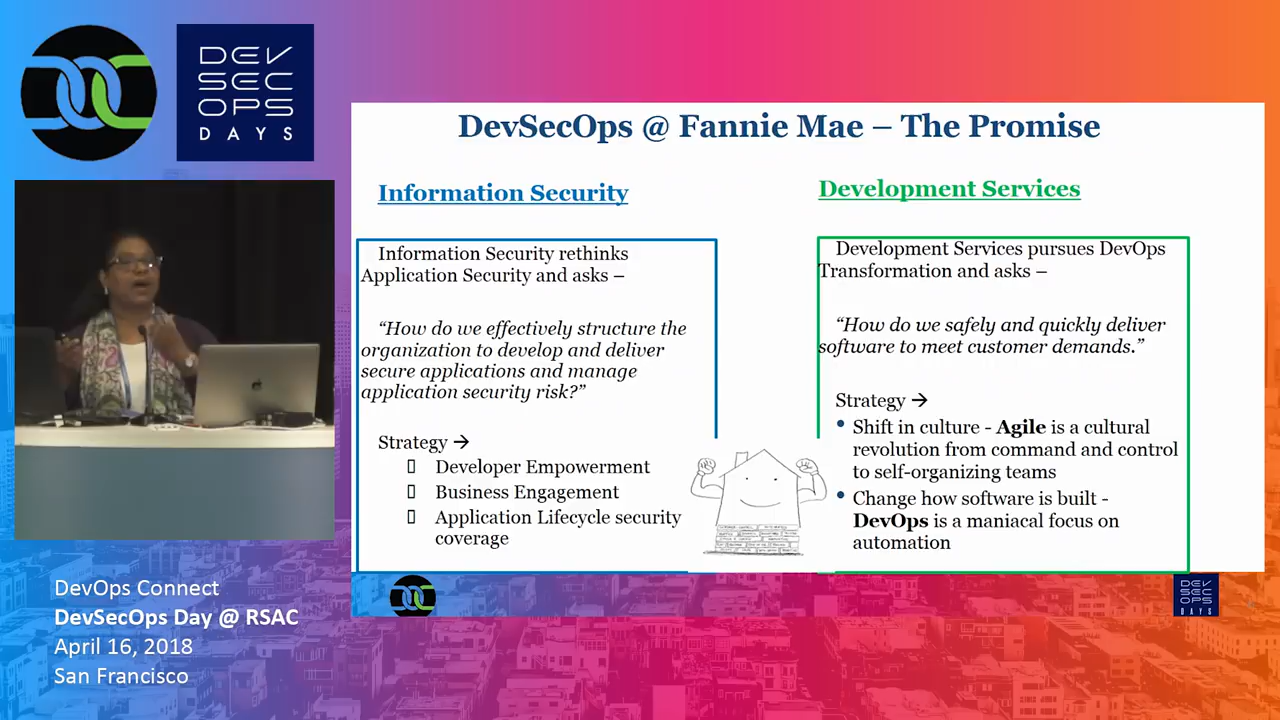 DEV
SEC
OPS
DAYS
DevSecOps @ Fannie Mae – The Promise
Information Security
Information Security rethinks
Application Security and asks –
“How do we effectively structure the
organization to develop and deliver
secure applications and manage
application security risk?”
Strategy →
Developer Empowerment
Business Engagement
Application Lifecycle security
coverage
Development Services
Development Services pursues DevOps
Transformation and asks –
“How do we safely and quickly deliver
software to meet customer demands.”
Strategy →
• Shift in culture - Agile is a cultural
revolution from command and control
to self-organizing teams
• Change how software is built -
DevOps is a maniacal focus on
automation
DevOps Connect
DevSecOps Day @ RSAC
April 16, 2018
San Francisco
DEV
SEC
OPS
DAYS